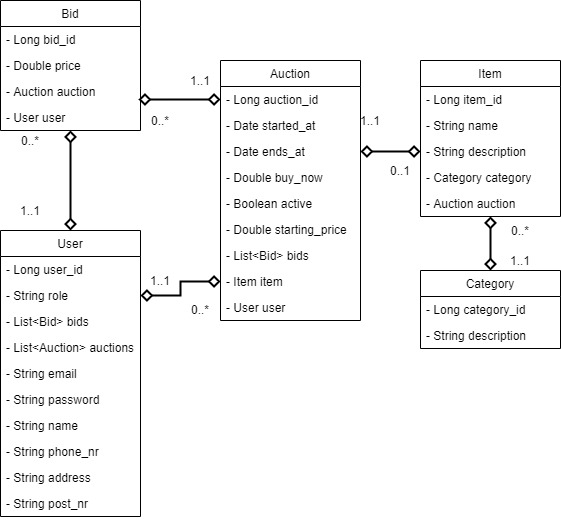 Bid
- Long bid_id
- Double price
- Auction auction
- User user
0..*
1..1
0..*
1..1
User
- Long user_id
- String role
- List<Bid> bids
- List<Auction> auctions
- String email
- String password
- String name
- String phone_nr
- String address
- String post_nr
1..1
0..*
Auction
- Long auction_id
- Date started_at
- Date ends_at
- Double buy_now
- Boolean active
- Double starting_price
- List<Bid> bids
- Item item
- User user
1..1
0..1
Item
- Long item_id
- String name
- String description
- Category category
- Auction auction
0..*
1..1
Category
- Long category_id
- String description